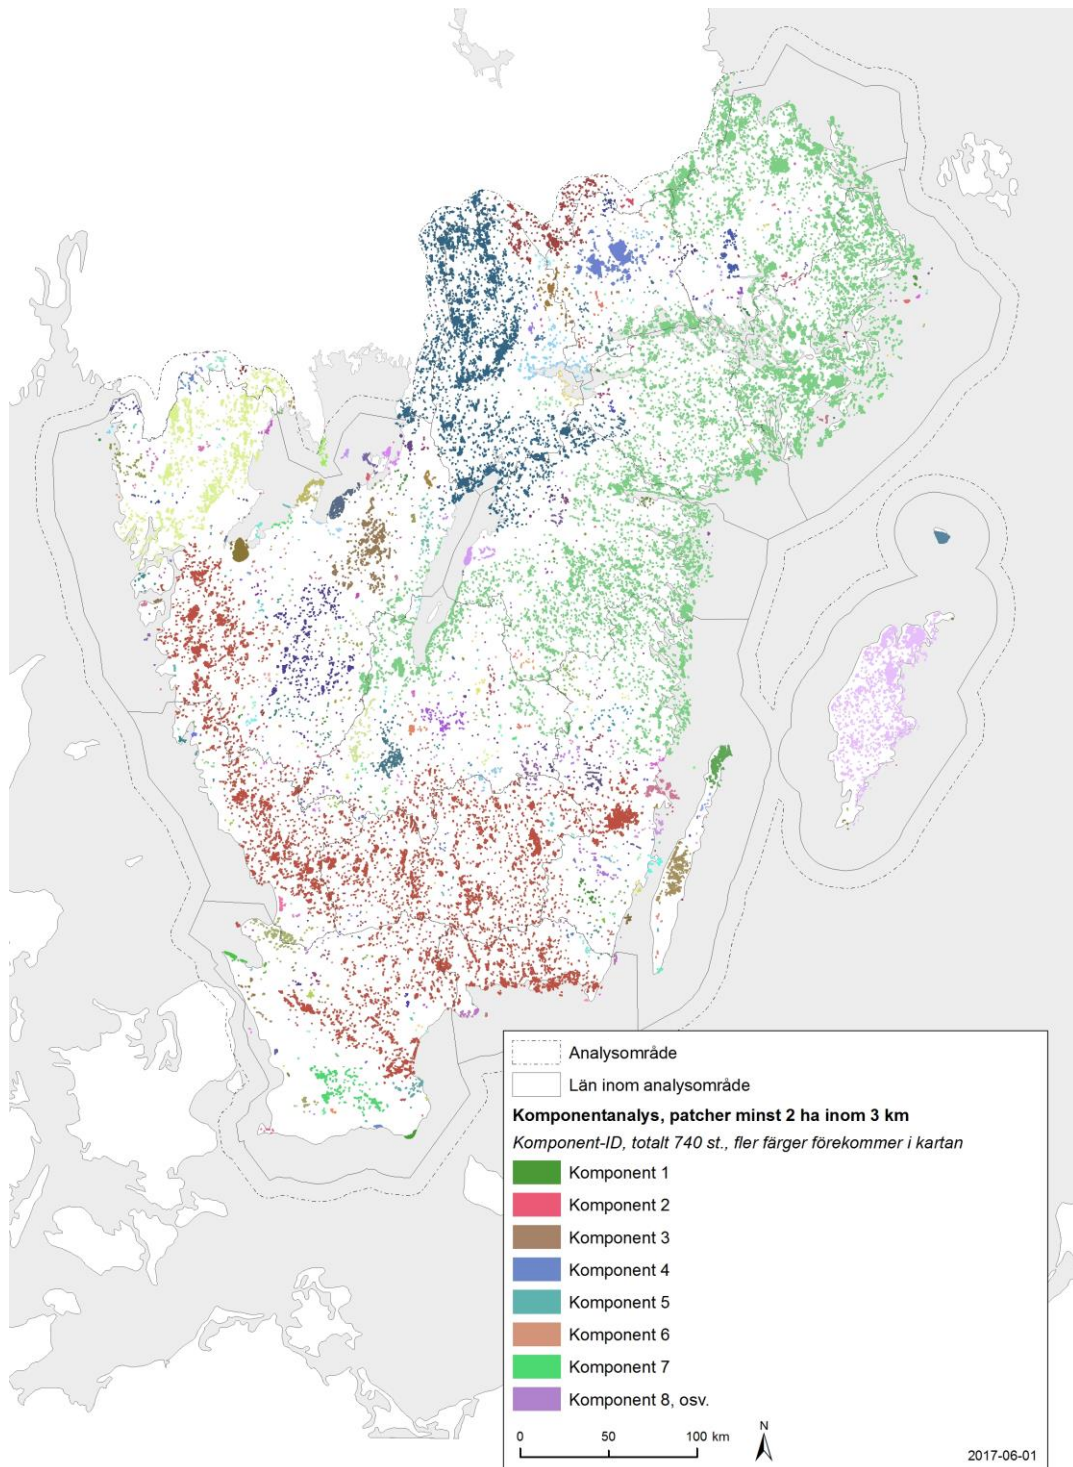 Analysområde
Län inom analysområde
Komponentanalys, patcher minst 2 ha inom 3 km
Komponent-ID, totalt 740 st., fler färger förekommer i kartan
Komponent 1
Komponent 2
Komponent 3
Komponent 4
Komponent 5
Komponent 6
Komponent 7
Komponent 8, osv.
0 50 100 km
N
2017-06-01